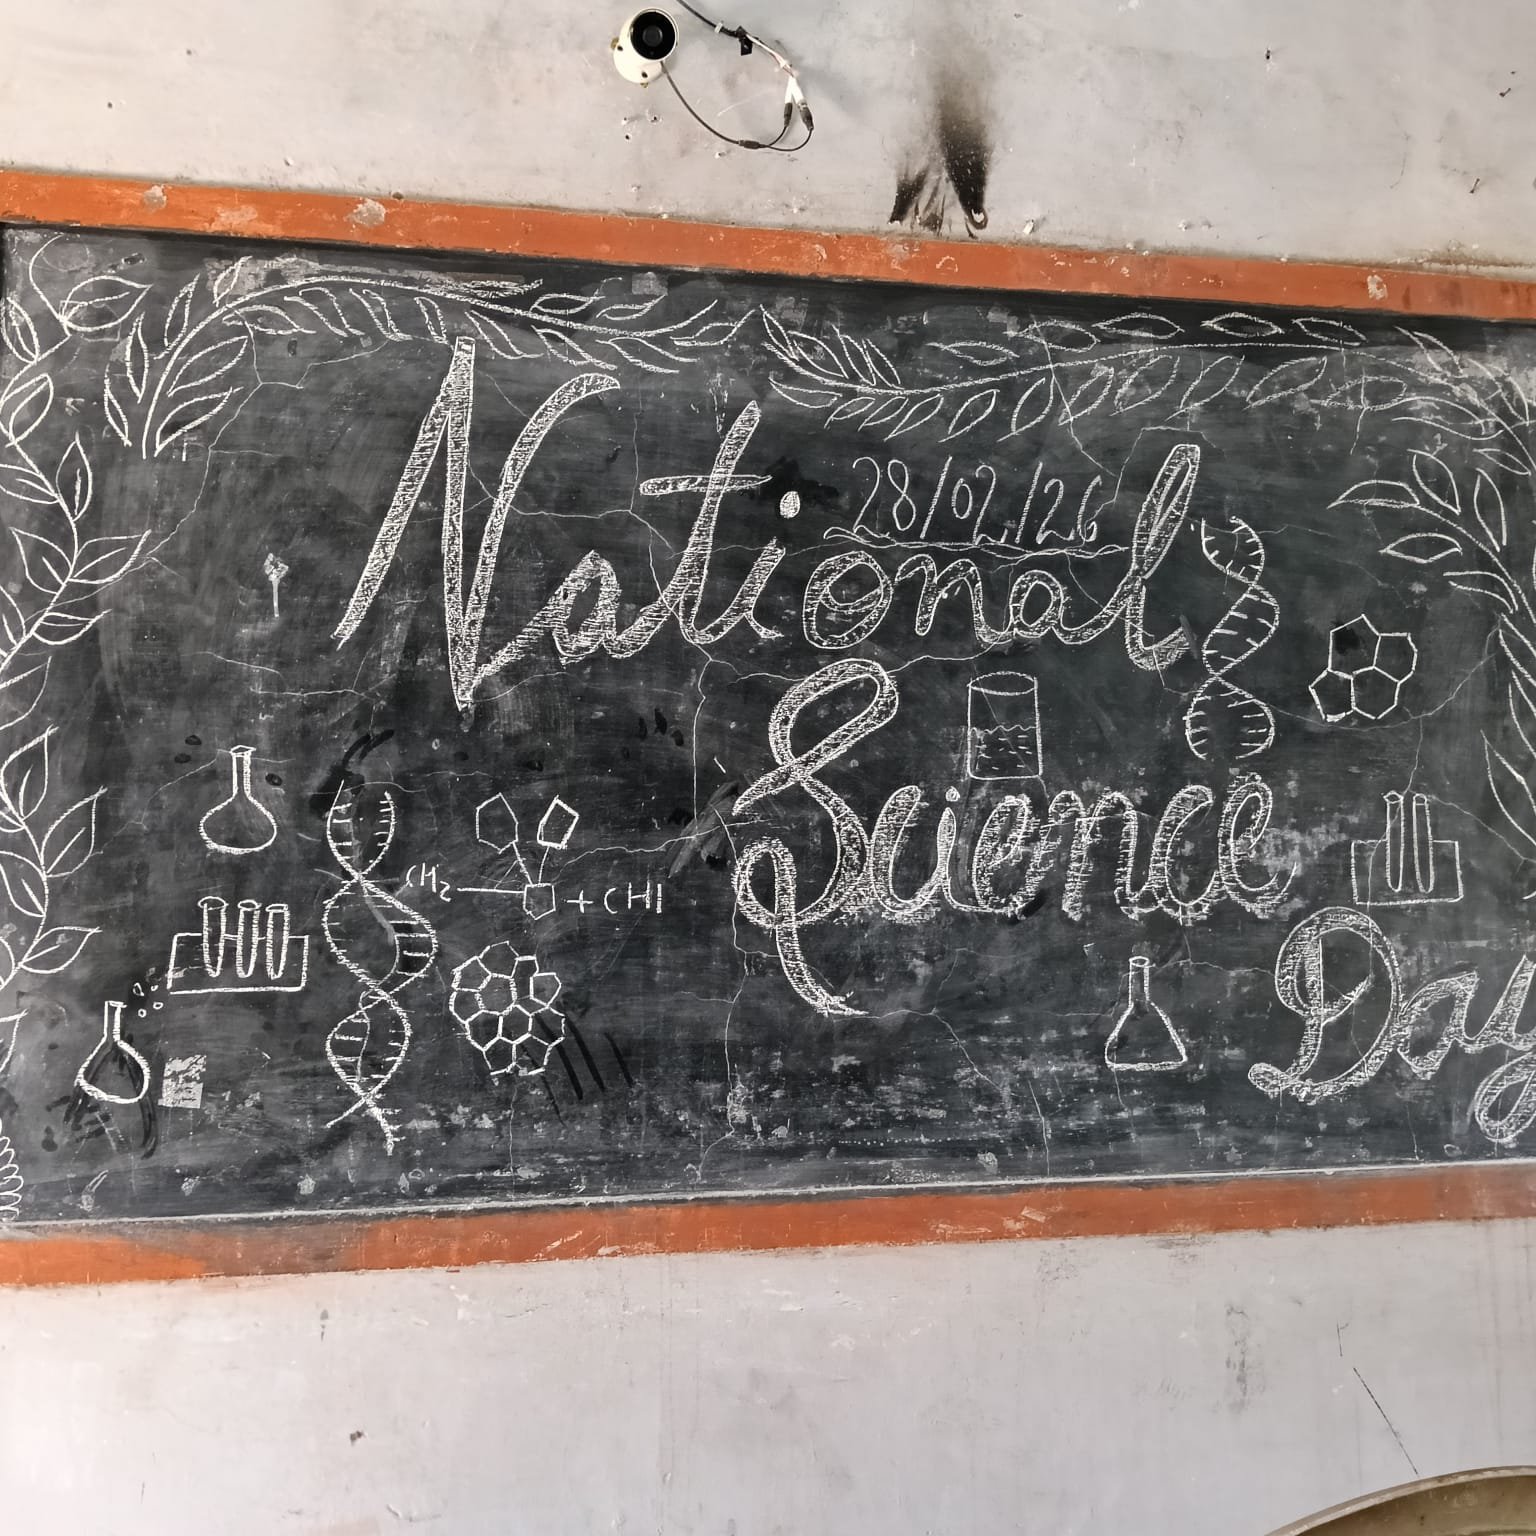 National
28/02/26
Science
CH₂
+ CHI
Day